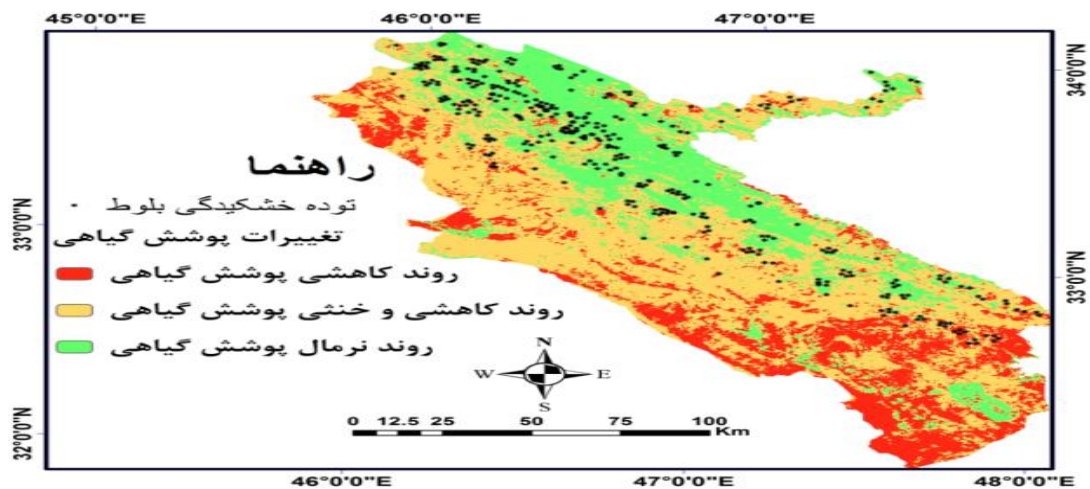 45°0'0"E 46°0'0"E 47°0'0"E
34°0'0"N
33°0'0"N
32°0'0"N
33°0'0"N
راهنما
توده خشکیدگی بلوط
تغییرات پوشش گیاهی
روند کاهشی پوشش گیاهی
روند کاهشی و خنثی پوشش گیاهی
روند نرمال پوشش گیاهی
N
W E
S
0 12.5 25 50 75 100
Km
46°0'0"E 47°0'0"E 48°0'0"E